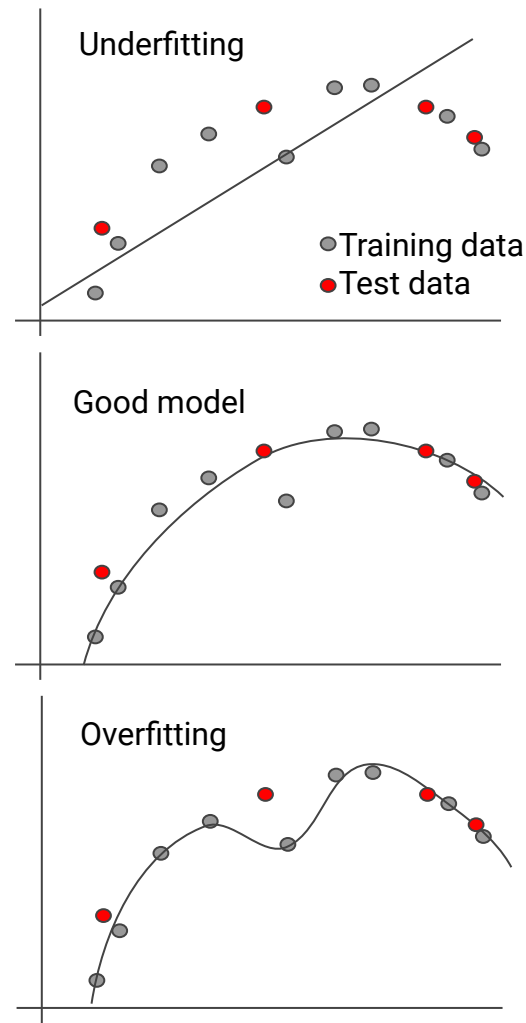 Underfitting
Training data
Test data
Good model
Overfitting